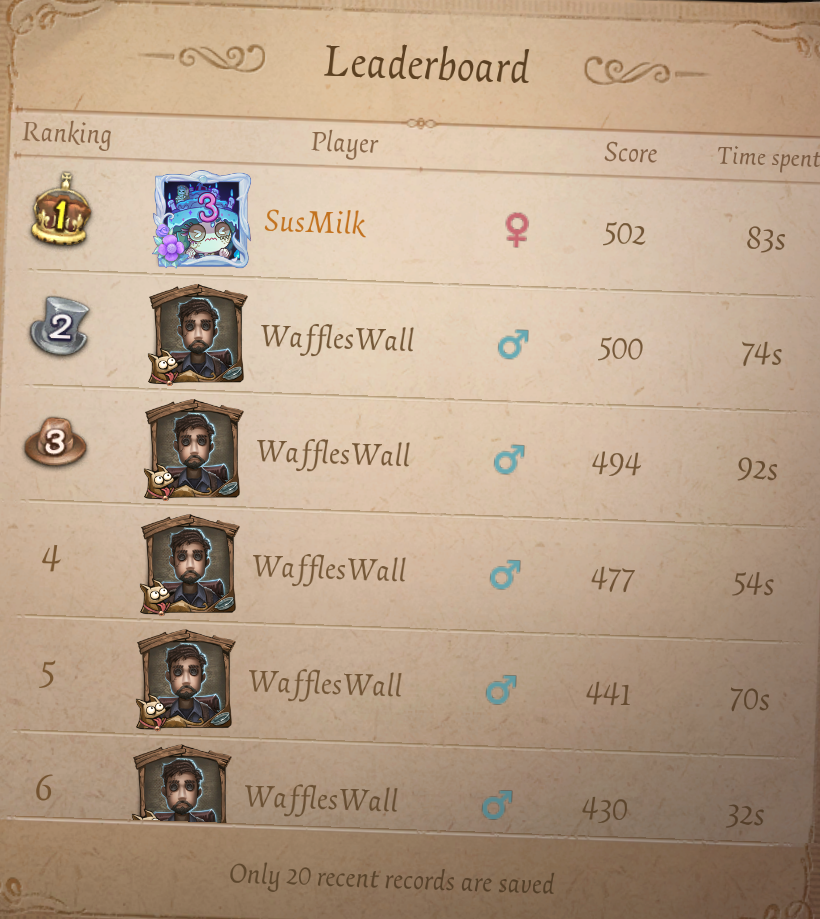 Leaderboard
Ranking Player Score Time spent
1 3 SusMilk ♀ 502 83s
2 WafflesWall ♂ 500 74s
3 WafflesWall ♂ 494 92s
4 WafflesWall ♂ 477 54s
5 WafflesWall ♂ 441 70s
6 WafflesWall ♂ 430 32s
Only 20 recent records are saved